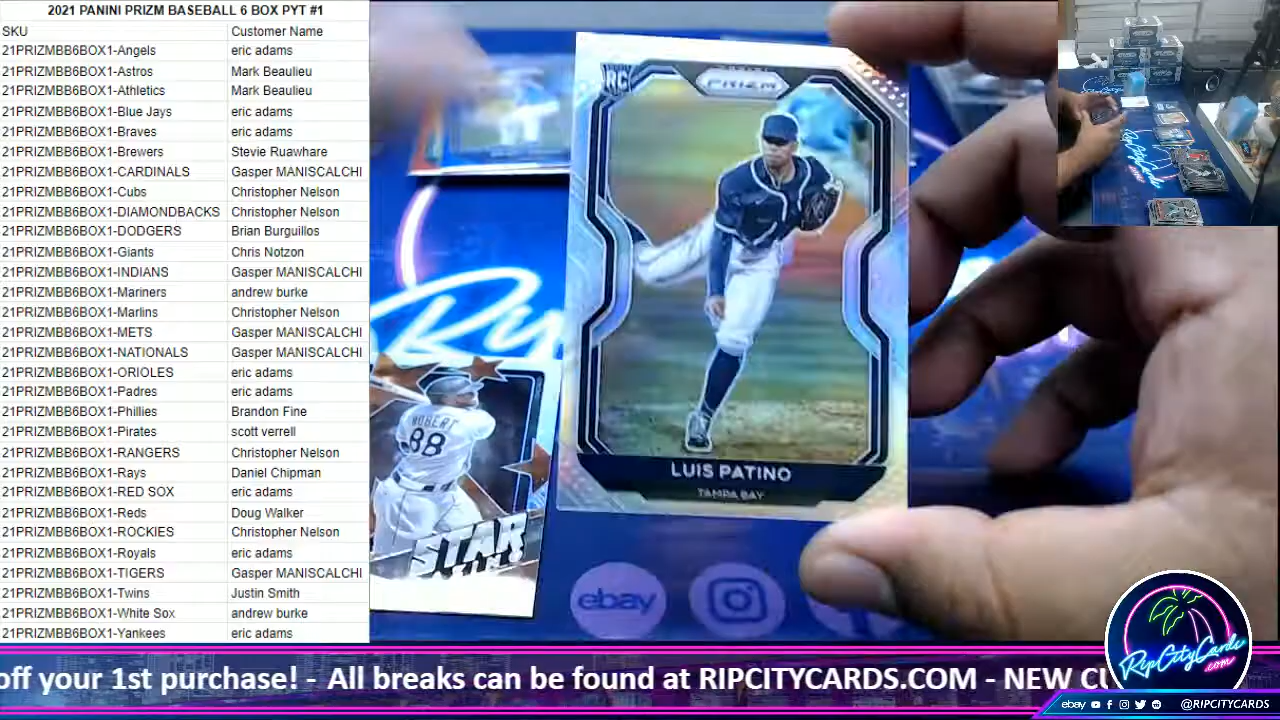 2021 PANINI PRIZM BASEBALL 6 BOX PYT #1
SKU Customer Name
21PRIZMBB6BOX1-Angels eric adams
21PRIZMBB6BOX1-Astros Mark Beaulieu
21PRIZMBB6BOX1-Athletics Mark Beaulieu
21PRIZMBB6BOX1-Blue Jays eric adams
21PRIZMBB6BOX1-Braves eric adams
21PRIZMBB6BOX1-Brewers Stevie Ruawhare
21PRIZMBB6BOX1-CARDINALS Gasper MANISCALCHI
21PRIZMBB6BOX1-Cubs Christopher Nelson
21PRIZMBB6BOX1-DIAMONDBACKS Christopher Nelson
21PRIZMBB6BOX1-DODGERS Brian Burguillos
21PRIZMBB6BOX1-Giants Chris Notzon
21PRIZMBB6BOX1-INDIANS Gasper MANISCALCHI
21PRIZMBB6BOX1-Mariners andrew burke
21PRIZMBB6BOX1-Marlins Christopher Nelson
21PRIZMBB6BOX1-METS Gasper MANISCALCHI
21PRIZMBB6BOX1-NATIONALS Gasper MANISCALCHI
21PRIZMBB6BOX1-ORIOLES eric adams
21PRIZMBB6BOX1-Padres eric adams
21PRIZMBB6BOX1-Phillies Brandon Fine
21PRIZMBB6BOX1-Pirates scott verrell
21PRIZMBB6BOX1-RANGERS Christopher Nelson
21PRIZMBB6BOX1-Rays Daniel Chipman
21PRIZMBB6BOX1-RED SOX eric adams
21PRIZMBB6BOX1-Reds Doug Walker
21PRIZMBB6BOX1-ROCKIES Christopher Nelson
21PRIZMBB6BOX1-Royals eric adams
21PRIZMBB6BOX1-TIGERS Gasper MANISCALCHI
21PRIZMBB6BOX1-Twins Justin Smith
21PRIZMBB6BOX1-White Sox andrew burke
21PRIZMBB6BOX1-Yankees eric adams
RC
PANINI
PRIZM
LUIS PATINO
TAMPA BAY
ROBERT
88
STAR
ebay
RipCityCards
.com
off your 1st purchase! - All breaks can be found at RIPCITYCARDS.COM - NEW CU
ebay @RIPCITYCARDS